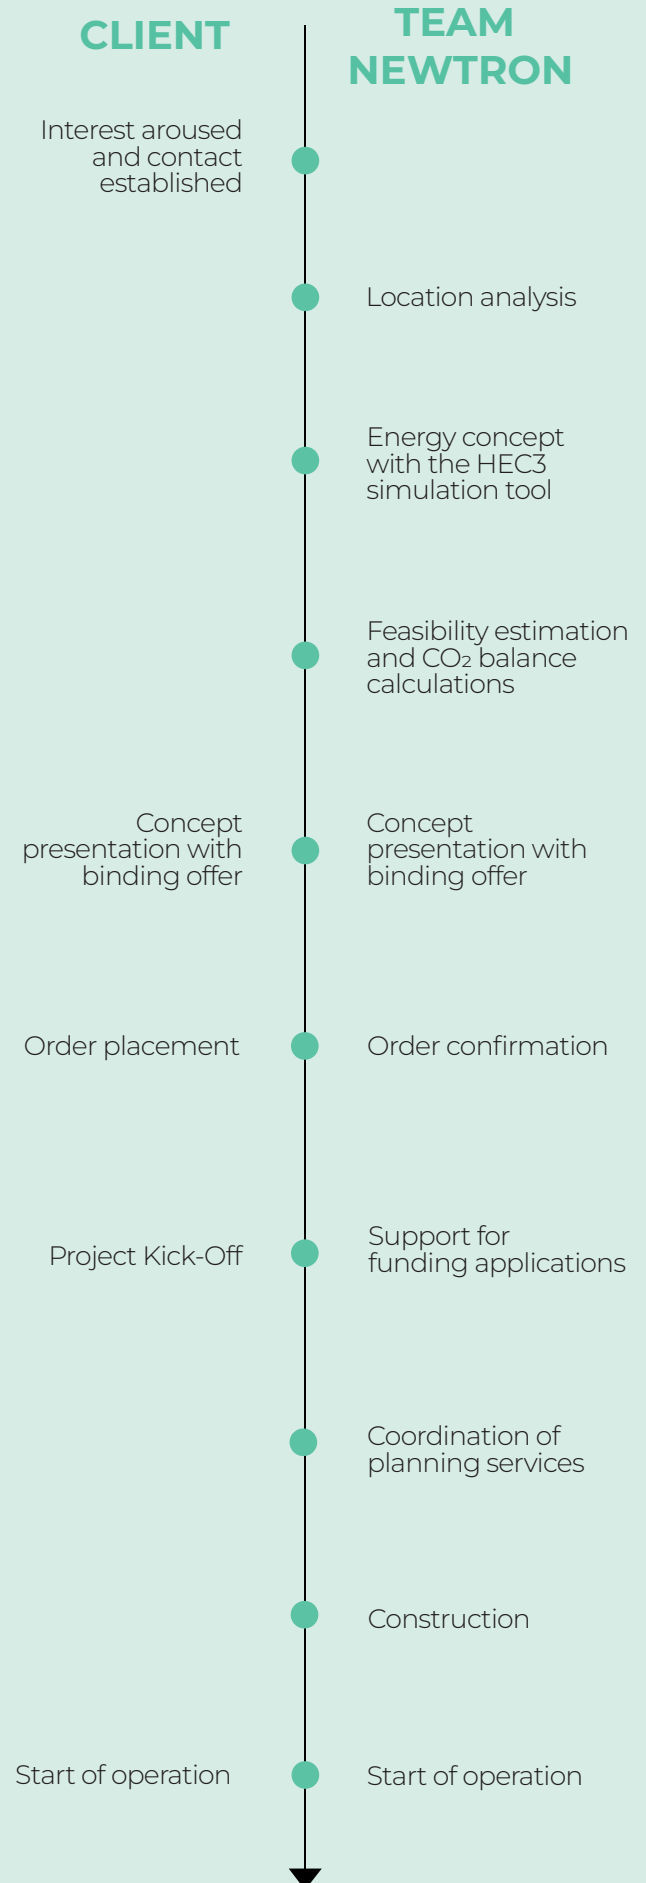 CLIENT
TEAM
NEWTRON
Interest aroused
and contact
established
Location analysis
Energy concept
with the HEC3
simulation tool
Feasibility estimation
and CO₂ balance
calculations
Concept
presentation with
binding offer
Concept
presentation with
binding offer
Order placement
Order confirmation
Project Kick-Off
Support for
funding applications
Coordination of
planning services
Construction
Start of operation
Start of operation